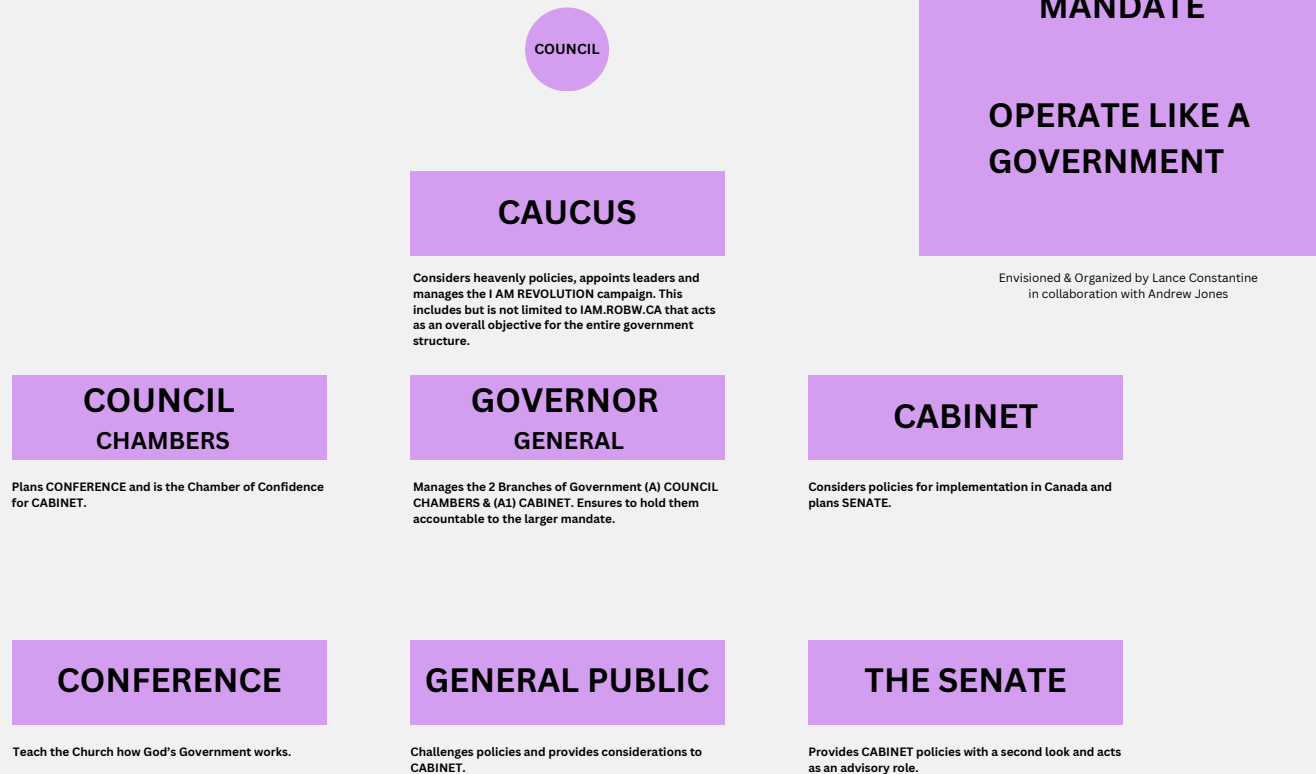 MANDATE
COUNCIL
OPERATE LIKE A
GOVERNMENT
CAUCUS
Considers heavenly policies, appoints leaders and
manages the I AM REVOLUTION campaign. This
includes but is not limited to IAM.ROBW.CA that acts
as an overall objective for the entire government
structure.
Envisioned & Organized by Lance Constantine
in collaboration with Andrew Jones
COUNCIL
CHAMBERS
Plans CONFERENCE and is the Chamber of Confidence
for CABINET.
GOVERNOR
GENERAL
Manages the 2 Branches of Government (A) COUNCIL
CHAMBERS & (A1) CABINET. Ensures to hold them
accountable to the larger mandate.
CABINET
Considers policies for implementation in Canada and
plans SENATE.
CONFERENCE
Teach the Church how God’s Government works.
GENERAL PUBLIC
Challenges policies and provides considerations to
CABINET.
THE SENATE
Provides CABINET policies with a second look and acts
as an advisory role.